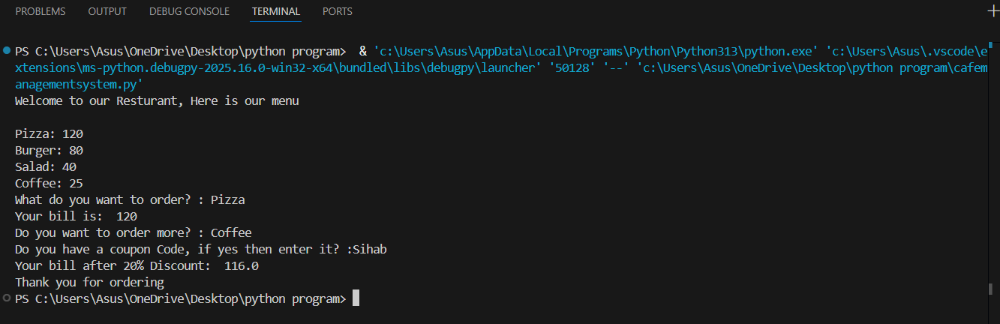 PROBLEMS OUTPUT DEBUG CONSOLE TERMINAL PORTS
PS C:\Users\Asus\OneDrive\Desktop\python program>  & 'c:\Users\Asus\AppData\Local\Programs\Python\Python313\python.exe' 'c:\Users\Asus\.vscode\e
xtensions\ms-python.debugpy-2025.16.0-win32-x64\bundled\libs\debugpy\launcher' '50128' '--' 'c:\Users\Asus\OneDrive\Desktop\python program\cafem
anagementsystem.py'
Welcome to our Resturant, Here is our menu
Pizza: 120
Burger: 80
Salad: 40
Coffee: 25
What do you want to order? : Pizza
Your bill is:  120
Do you want to order more? : Coffee
Do you have a coupon Code, if yes then enter it? :Sihab
Your bill after 20% Discount:  116.0
Thank you for ordering
PS C:\Users\Asus\OneDrive\Desktop\python program>